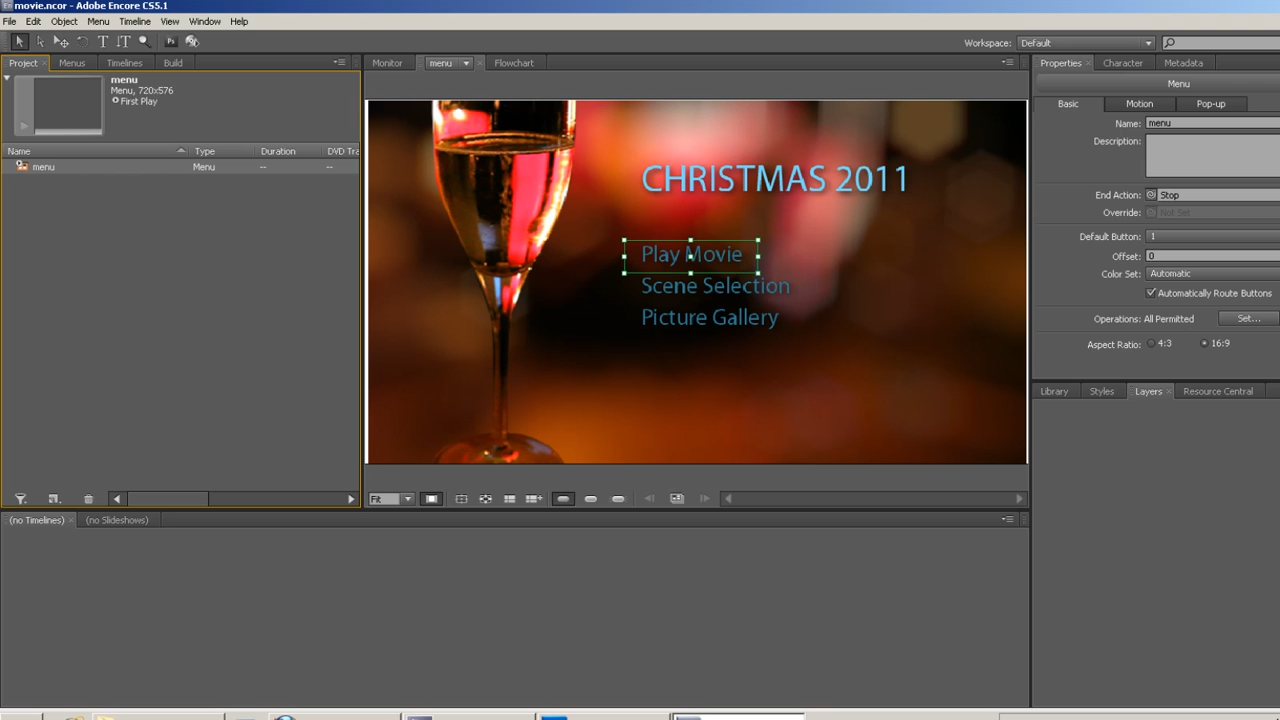 movie.ncor - Adobe Encore CS5.1
File Edit Object Menu Timeline View Window Help
Workspace: Default
Project Menus Timelines Build
Monitor menu Flowchart
Properties Character Metadata
menu
Menu, 720x576
First Play
Name Type Duration DVD Tra
menu Menu -- --
CHRISTMAS 2011
Play Movie
Scene Selection
Picture Gallery
Fit
Menu
Basic Motion Pop-up
Name: menu
Description:
End Action: Stop
Override: Not Set
Default Button: 1
Offset: 0
Color Set: Automatic
Automatically Route Buttons
Operations: All Permitted Set...
Aspect Ratio: 4:3 16:9
Library Styles Layers Resource Central
(no Timelines) (no Slideshows)